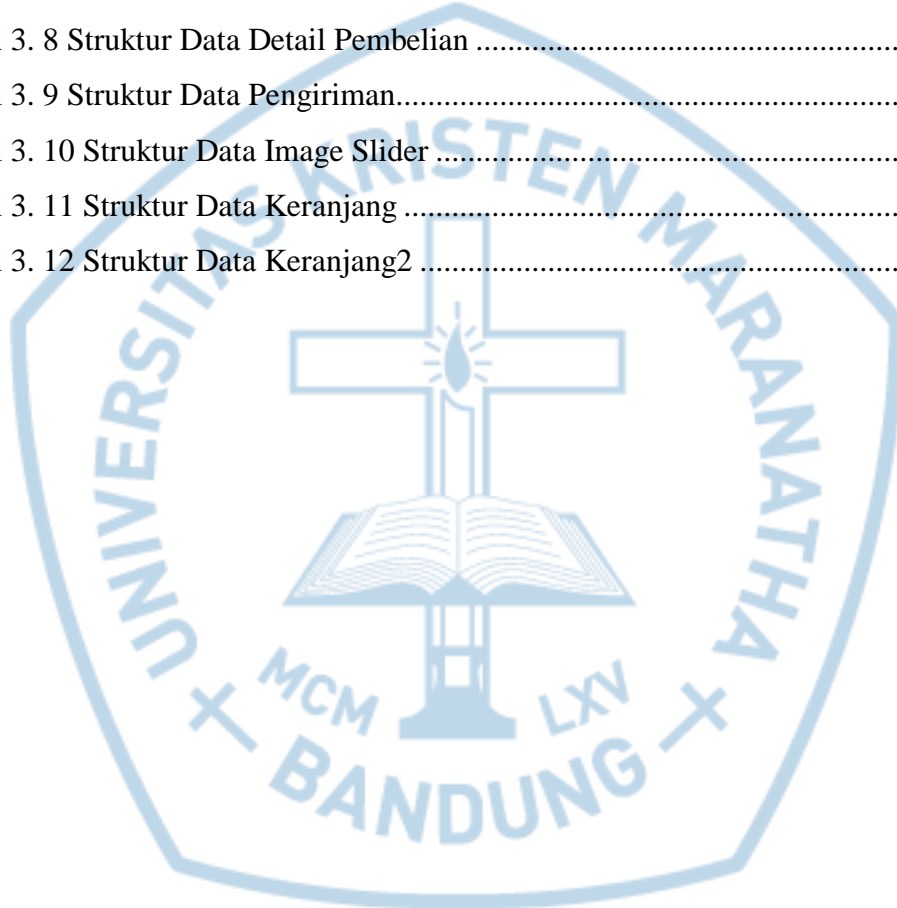 l 3. 8 Struktur Data Detail Pembelian ...........................................................
l 3. 9 Struktur Data Pengiriman.....................................................................
l 3. 10 Struktur Data Image Slider ................................................................
l 3. 11 Struktur Data Keranjang ....................................................................
l 3. 12 Struktur Data Keranjang2 ..................................................................
UNIVERSITAS KRISTEN MARANATHA
MCM LXV
BANDUNG